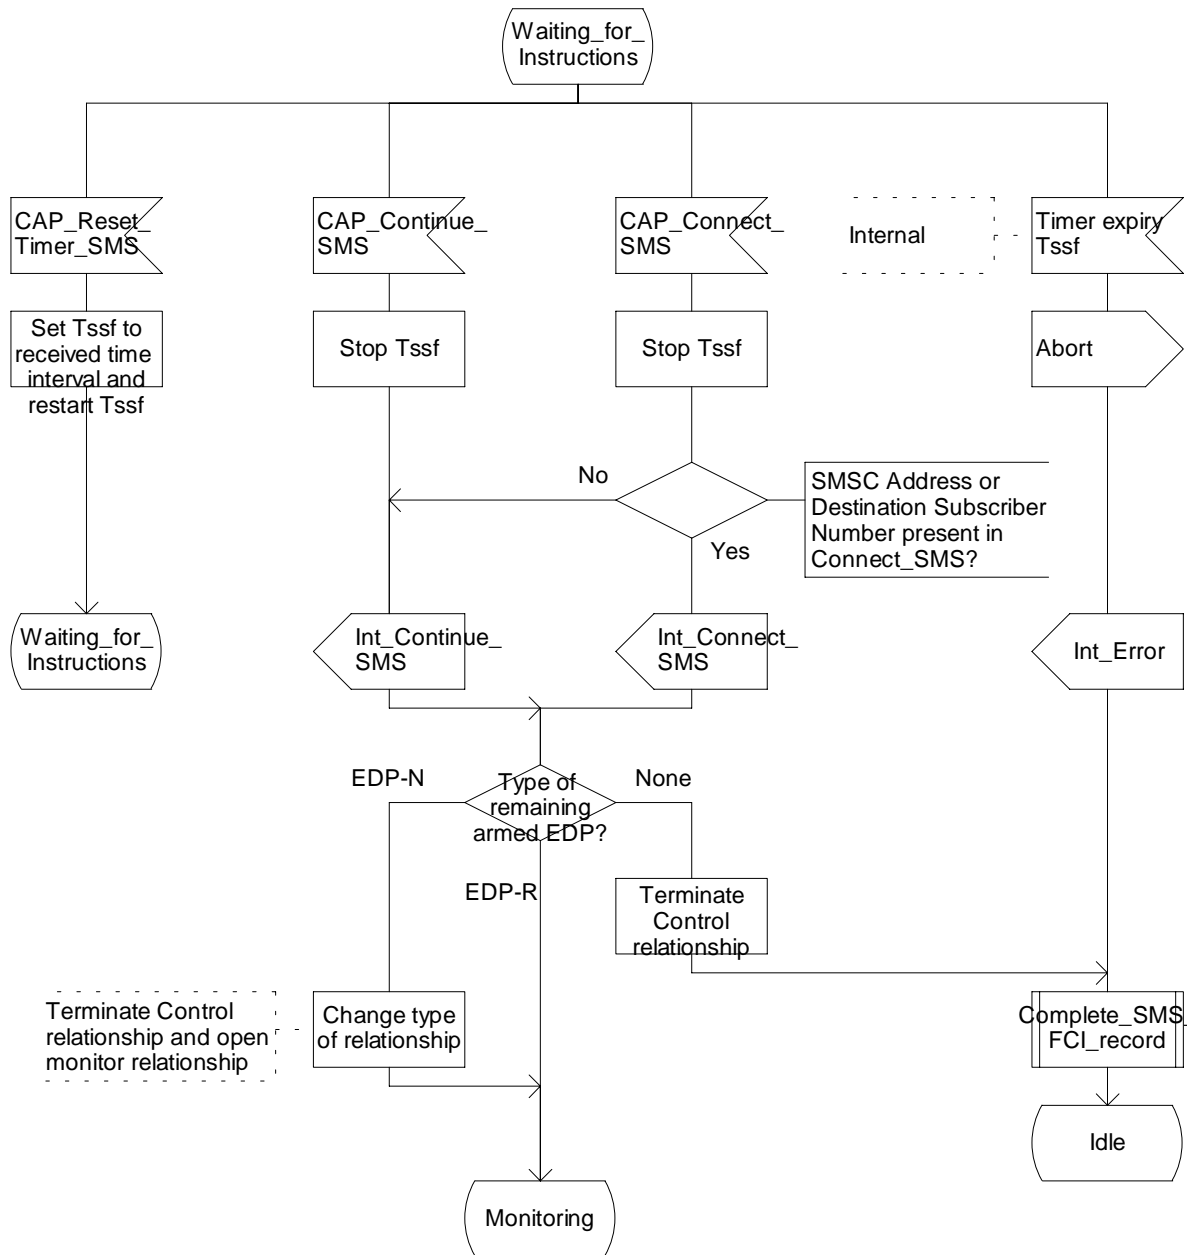 Waiting_for_
Instructions
CAP_Reset_
Timer_SMS
CAP_Continue_
SMS
CAP_Connect_
SMS
Internal
Timer expiry
Tssf
Set Tssf to
received time
interval and
restart Tssf
Stop Tssf
Stop Tssf
Abort
No
Yes
SMSC Address or
Destination Subscriber
Number present in
Connect_SMS?
Waiting_for_
Instructions
Int_Continue_
SMS
Int_Connect_
SMS
Int_Error
EDP-N
Type of
remaining
armed EDP?
None
EDP-R
Terminate
Control
relationship
Terminate Control
relationship and open
monitor relationship
Change type
of relationship
Complete_SMS_
FCI_record
Idle
Monitoring